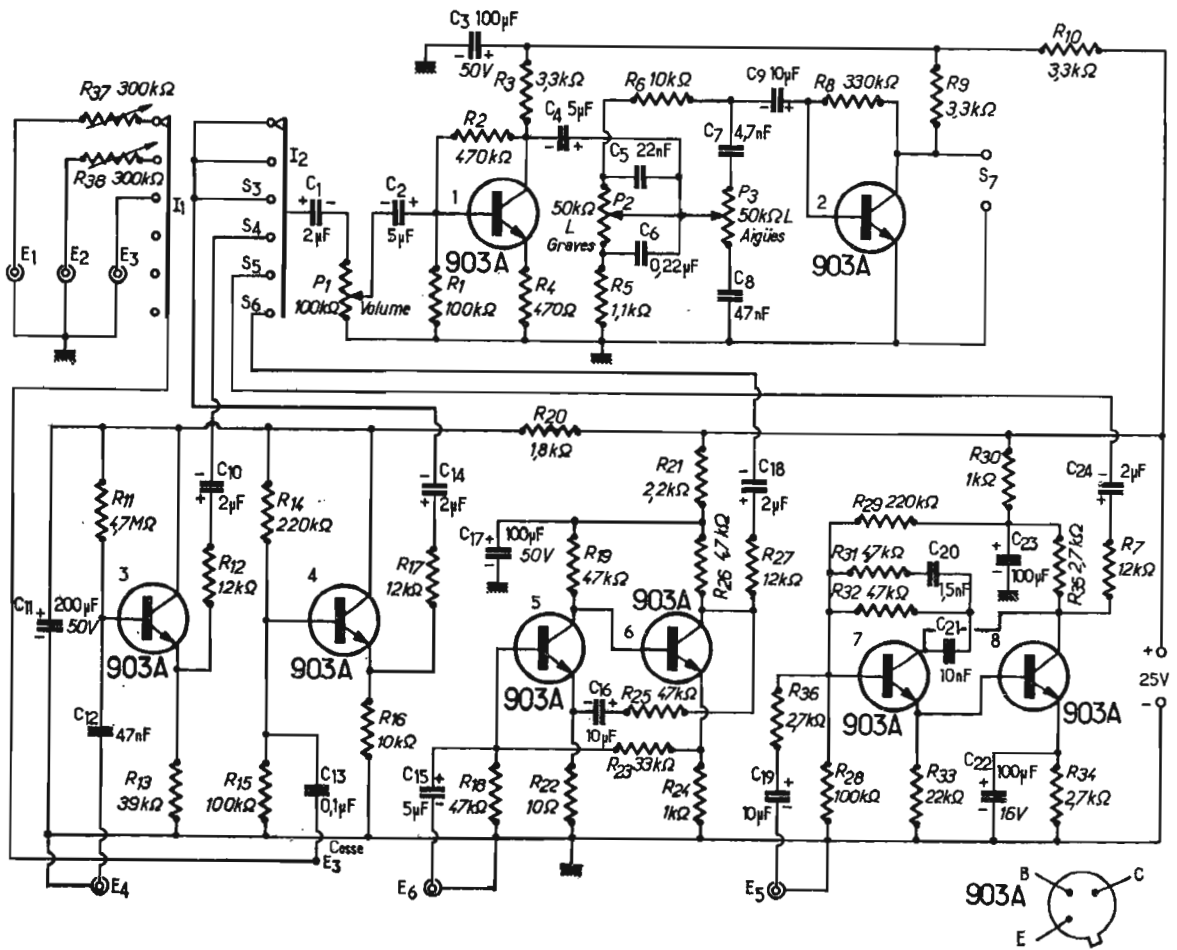 C3 100µF
- +
50V
R10
3,3kΩ
R37 300kΩ
R3 3,3kΩ
R6 10kΩ
C9 10µF
- +
R8 330kΩ
R9
3,3kΩ
R2
470kΩ
C4 5µF
- +
C7 4,7nF
R38 300kΩ
I1
I2
S3
S4
S5
S6
C1
+ -
2µF
C2
- +
5µF
1
903A
C5 22nF
P2
50kΩ
L
Graves
C6
0,22µF
P3
50kΩ L
Aigües
2
903A
S7
E1
E2
E3
P1
100kΩ
Volume
R1
100kΩ
R4
470Ω
R5
1,1kΩ
C8
47nF
R20
1,8kΩ
R11
4,7MΩ
C10
-
+
2µF
R14
220kΩ
C14
-
+
2µF
R21
2,2kΩ
C18
-
+
2µF
R30
1kΩ
C24
-
+
2µF
R29 220kΩ
R12
12kΩ
R17
12kΩ
C17
+
-
100µF
50V
R19
47kΩ
R26 4,7 kΩ
R27
12kΩ
R31 47kΩ
C20
1,5nF
R32 47kΩ
C23
+
-
100µF
R35 2,7kΩ
R7
12kΩ
C11
+
-
200µF
50V
3
903A
4
903A
5
903A
903A
6
C21
10nF
7
903A
8
903A
+ 8
25V
-
C12
47nF
R16
10kΩ
C16
- +
10µF
R25 47kΩ
R36
2,7kΩ
R23 33kΩ
R13
39kΩ
R15
100kΩ
C13
0,1µF
C15
+
-
5µF
R18
47kΩ
R22
10Ω
R24
1kΩ
C19
+
-
10µF
R28
100kΩ
R33
22kΩ
C22
+
-
100µF
16V
R34
2,7kΩ
Cosse
E3
E4
E6
E5
903A
B
C
E